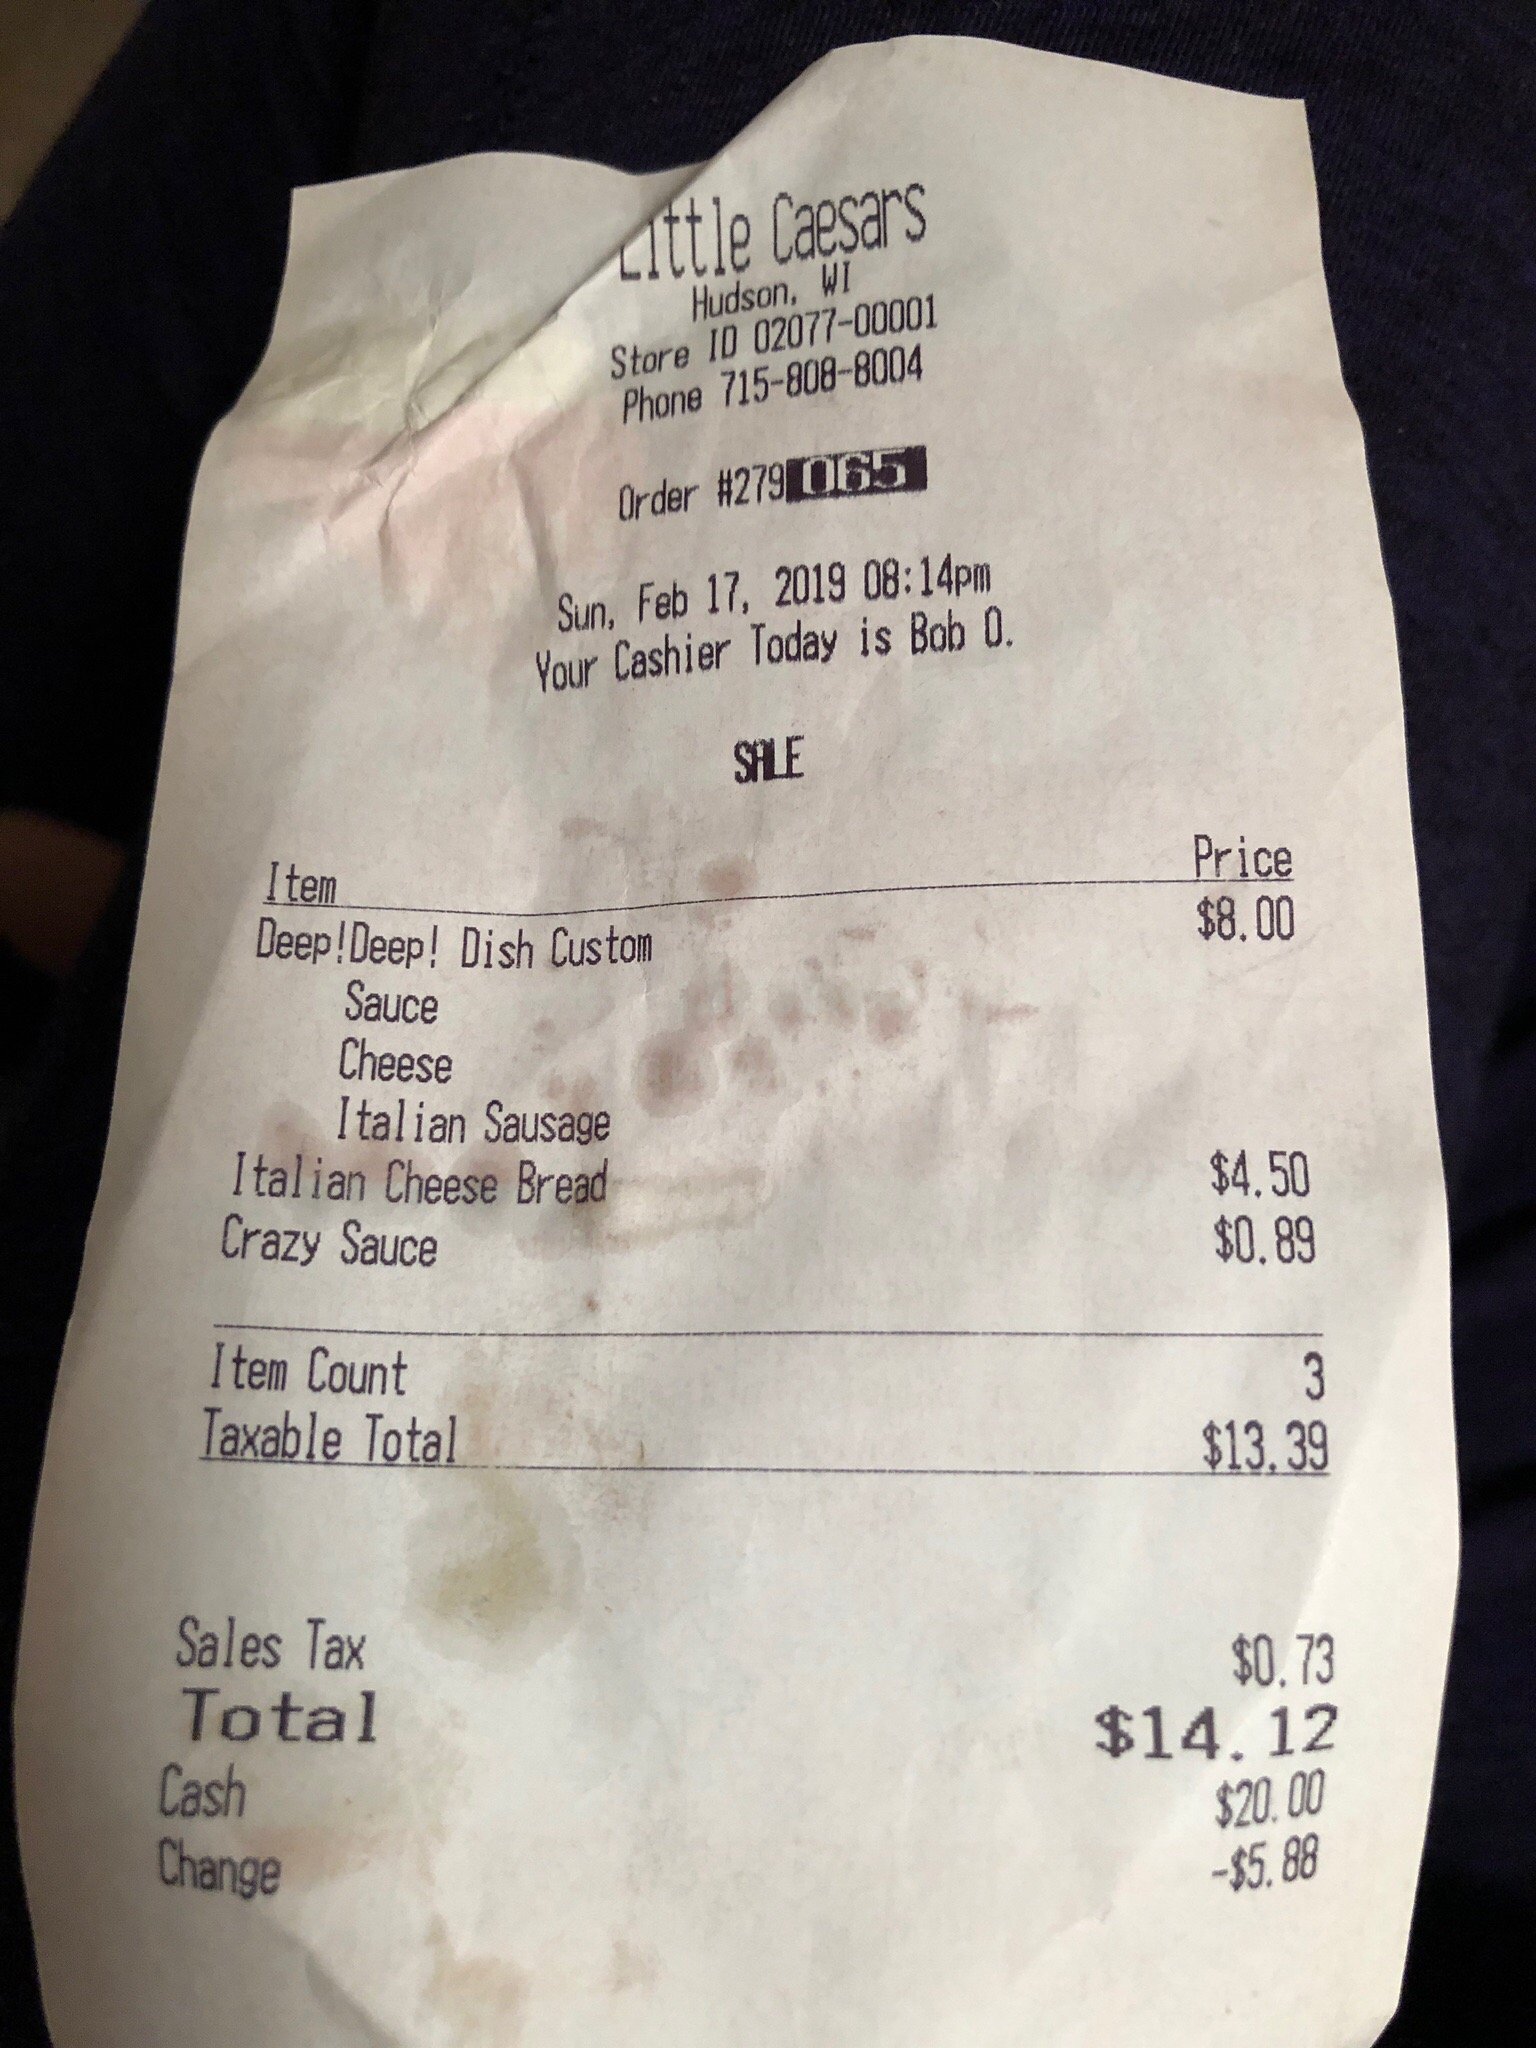 Little Caesars
Hudson, WI
Store ID 02077-00001
Phone 715-808-8004
Order #279065
Sun, Feb 17, 2019 08:14pm
Your Cashier Today is Bob O.
SALE
Item Price
Deep!Deep! Dish Custom $8.00
Sauce
Cheese
Italian Sausage
Italian Cheese Bread $4.50
Crazy Sauce $0.89
Item Count 3
Taxable Total $13.39
Sales Tax $0.73
Total $14.12
Cash $20.00
Change -$5.88